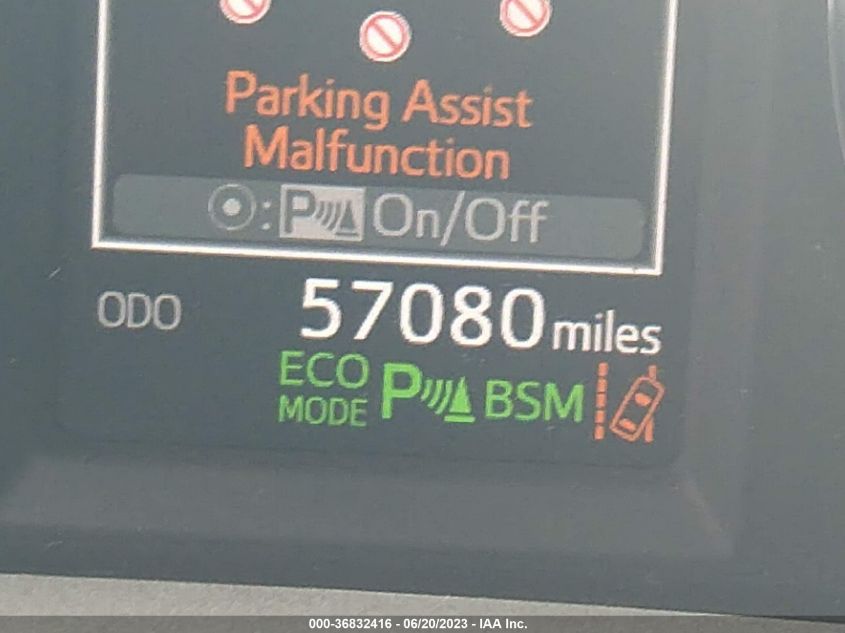 Parking Assist
Malfunction
: P On/Off
ODO 57080 miles
ECO MODE P BSM
000-36832416 - 06/20/2023 - IAA Inc.